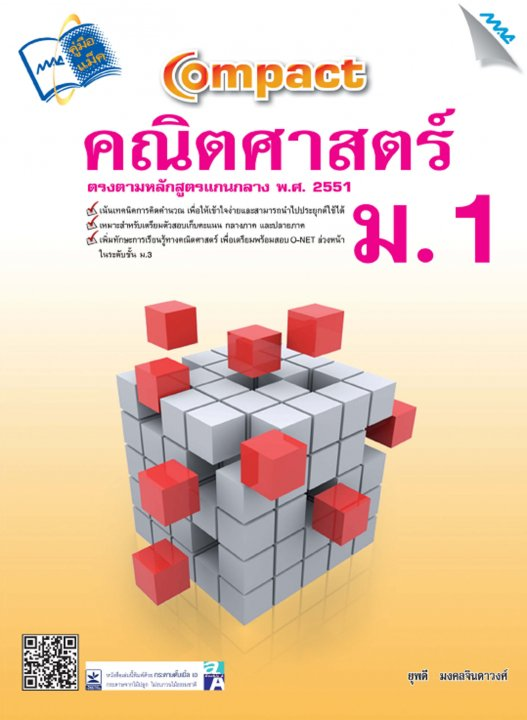 คู่มือ
แม็ค
Compact
คณิตศาสตร์
ตรงตามหลักสูตรแกนกลาง พ.ศ. 2551
ม. 1
เน้นเทคนิคการคิดคำนวณ เพื่อให้เข้าใจง่ายและสามารถนำไปประยุกต์ใช้ได้
เหมาะสำหรับเตรียมตัวสอบเก็บคะแนน กลางภาค และปลายภาค
เพิ่มทักษะการเรียนรู้ทางคณิตศาสตร์ เพื่อเตรียมพร้อมสอบ O-NET ล่วงหน้า
ในระดับชั้น ม.3
ยุพดี มงคลจินดาวงศ์